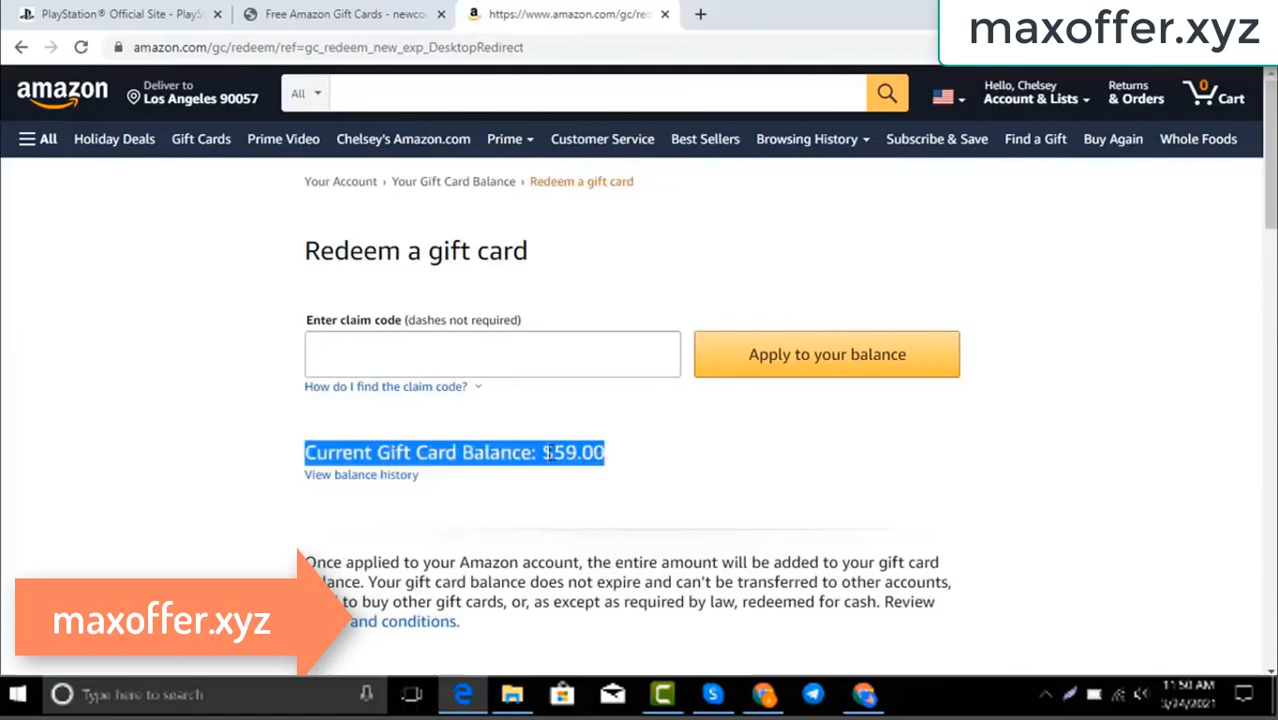 PlayStation® Official Site - PlayS
Free Amazon Gift Cards - newco
https://www.amazon.com/gc/red
maxoffer.xyz
amazon.com/gc/redeem/ref=gc_redeem_new_exp_DesktopRedirect
amazon
Deliver to
Los Angeles 90057
All
Hello, Chelsey
Account & Lists
Returns
& Orders
0
Cart
All Holiday Deals Gift Cards Prime Video Chelsey's Amazon.com Prime Customer Service Best Sellers Browsing History Subscribe & Save Find a Gift Buy Again Whole Foods
Your Account › Your Gift Card Balance › Redeem a gift card
Redeem a gift card
Enter claim code (dashes not required)
Apply to your balance
How do I find the claim code?
Current Gift Card Balance: $59.00
View balance history
Once applied to your Amazon account, the entire amount will be added to your gift card
balance. Your gift card balance does not expire and can't be transferred to other accounts,
to buy other gift cards, or, as except as required by law, redeemed for cash. Review
and conditions.
maxoffer.xyz
Type here to search
11:50 AM
3/24/2021